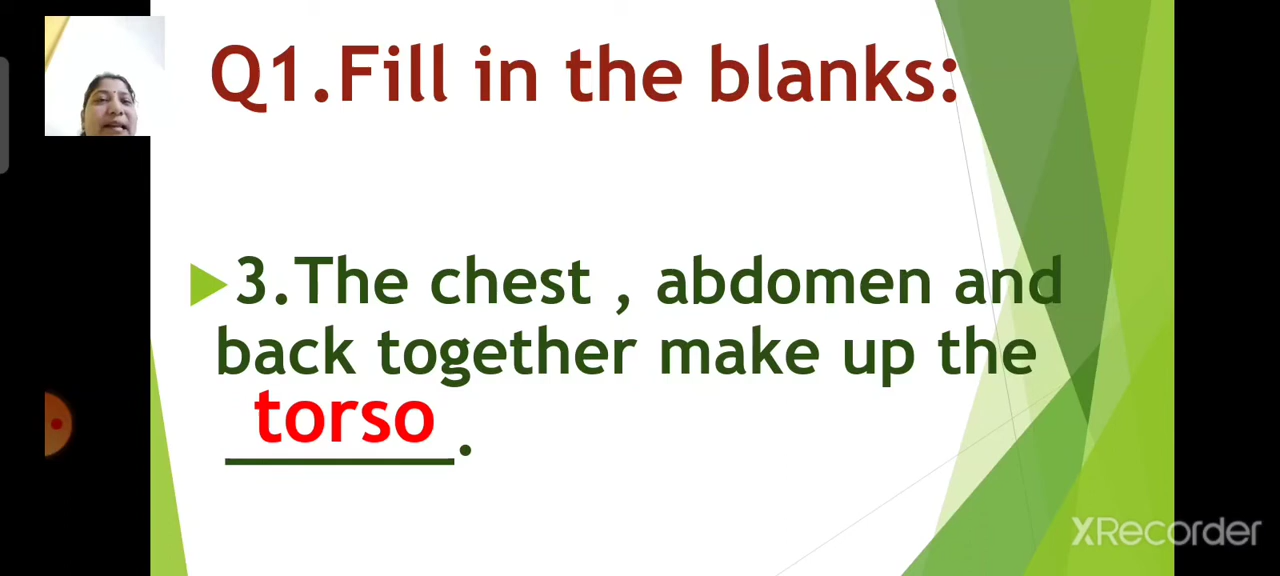 Q1.Fill in the blanks:
3.The chest , abdomen and
back together make up the
torso.
XRecorder